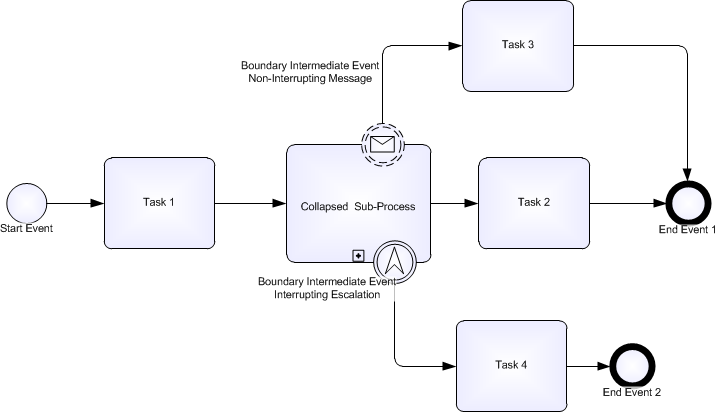 Task 3
Boundary Intermediate Event
Non-Interrupting Message
Task 1
Collapsed Sub-Process
Task 2
Start Event
End Event 1
Boundary Intermediate Event
Interrupting Escalation
Task 4
End Event 2